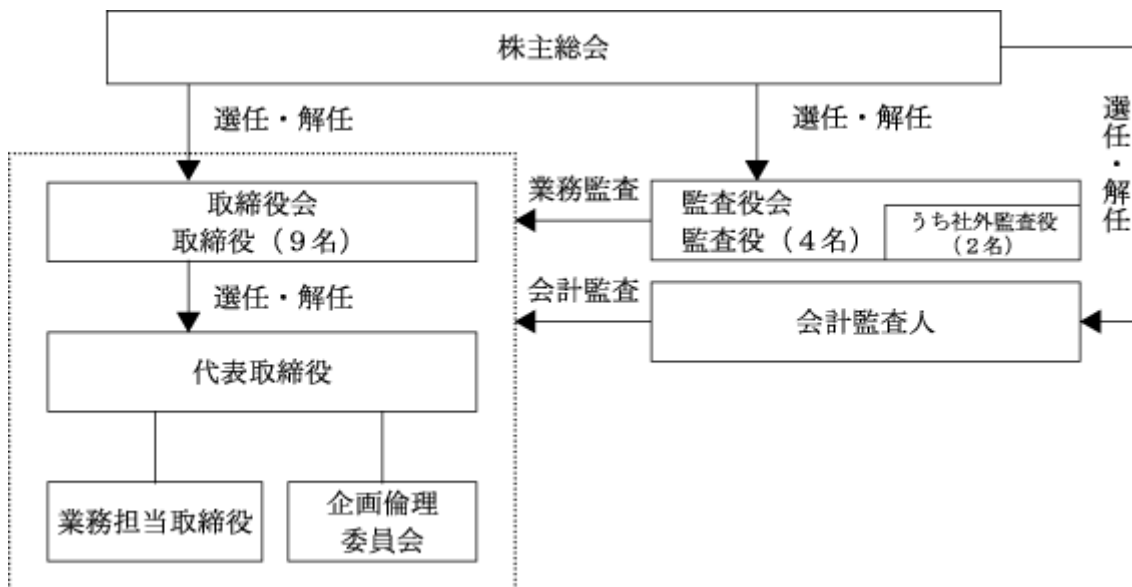 株主総会
選任・解任
選任・解任
選任・解任
取締役会
取締役（９名）
業務監査
監査役会
監査役（４名）
うち社外監査役
（２名）
選任・解任
会計監査
会計監査人
代表取締役
業務担当取締役
企画倫理
委員会